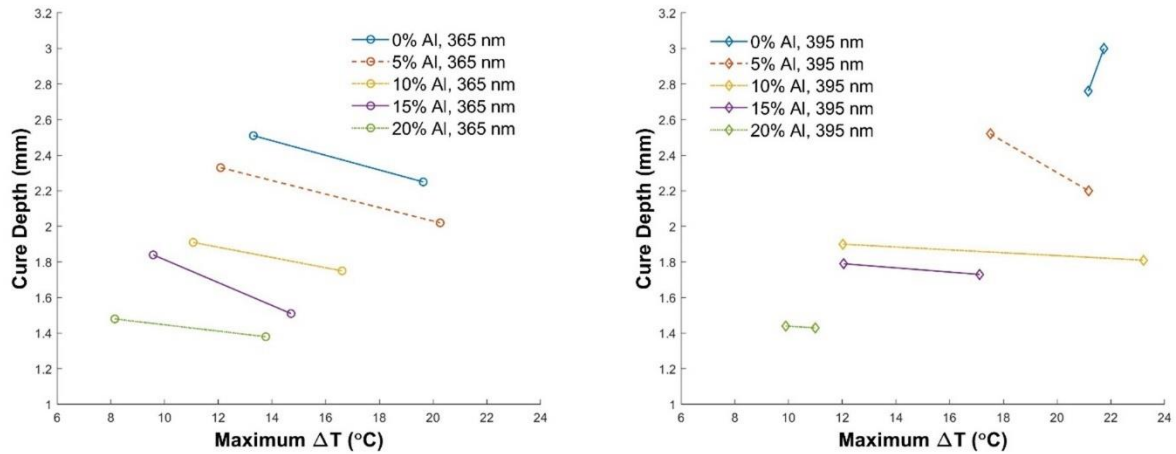 3.2
3
2.8
2.6
2.4
2.2
2
1.8
1.6
1.4
1.2
1
Cure Depth (mm)
0% Al, 365 nm
5% Al, 365 nm
10% Al, 365 nm
15% Al, 365 nm
20% Al, 365 nm
6 8 10 12 14 16 18 20 22 24
Maximum ΔT (°C)
3.2
3
2.8
2.6
2.4
2.2
2
1.8
1.6
1.4
1.2
1
Cure Depth (mm)
0% Al, 395 nm
5% Al, 395 nm
10% Al, 395 nm
15% Al, 395 nm
20% Al, 395 nm
6 8 10 12 14 16 18 20 22 24
Maximum ΔT (°C)